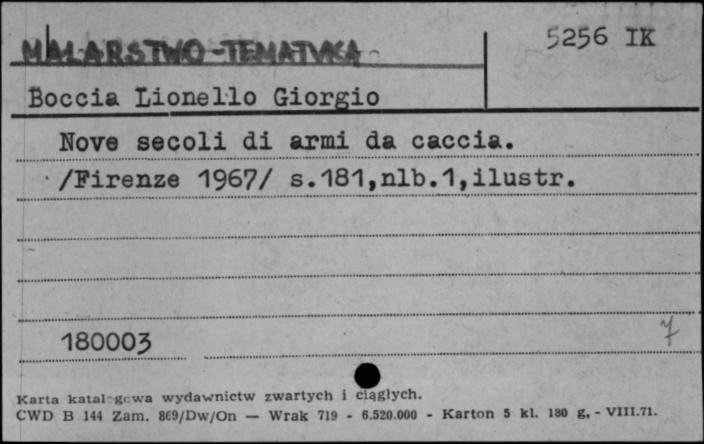 MALARSTWO-TEMATYKA
5256 IK
Boccia Lionello Giorgio
Nove secoli di armi da caccia.
/Firenze 1967/ s.181,nlb.1,ilustr.
180003
7
Karta katalogowa wydawnictw zwartych i ciągłych.
CWD B 144 Zam. 869/Dw/On — Wrak 719 - 6.520.000 - Karton 5 kl. 180 g. - VIII.71.